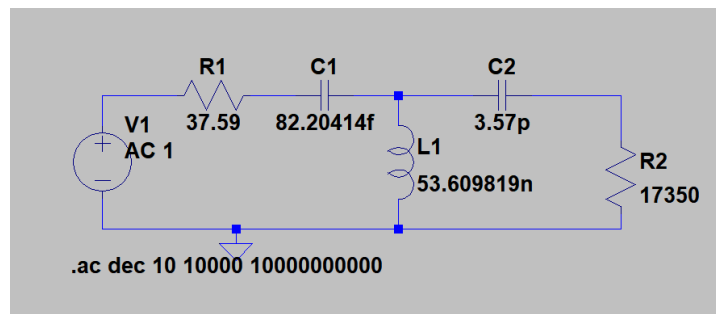 R1
C1
C2
V1
37.59
82.20414f
3.57p
AC 1
L1
R2
53.609819n
17350
.ac dec 10 10000 10000000000